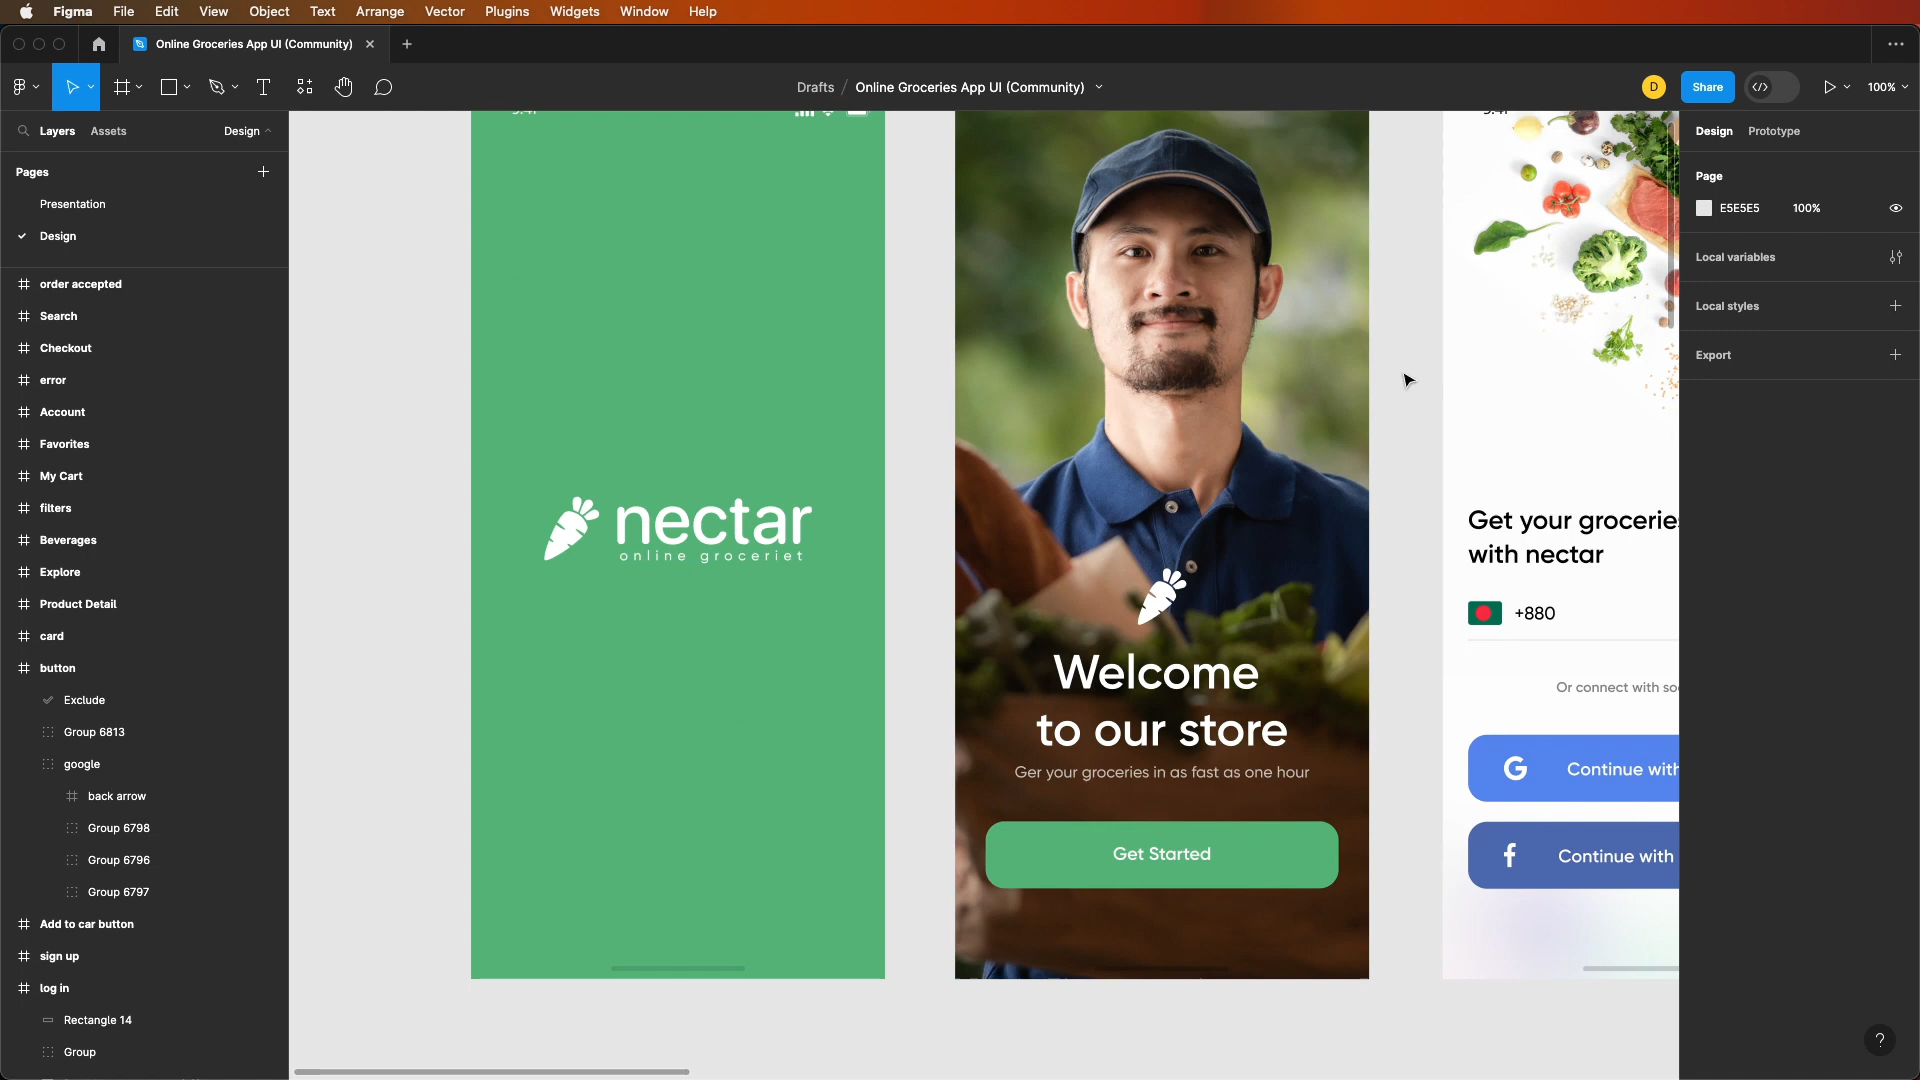 Figma File Edit View Object Text Arrange Vector Plugins Widgets Window Help
Online Groceries App UI (Community)
Drafts / Online Groceries App UI (Community)
D
Share
100%
Layers Assets Design
Pages
Presentation
Design
order accepted
Search
Checkout
error
Account
Favorites
My Cart
filters
Beverages
Explore
Product Detail
card
button
Exclude
Group 6813
google
back arrow
Group 6798
Group 6796
Group 6797
Add to car button
sign up
log in
Rectangle 14
Group
nectar
online groceriet
Welcome
to our store
Ger your groceries in as fast as one hour
Get Started
Get your groceries
with nectar
+880
Or connect with so
G Continue with
f Continue with
Design Prototype
Page
E5E5E5 100%
Local variables
Local styles
Export
?